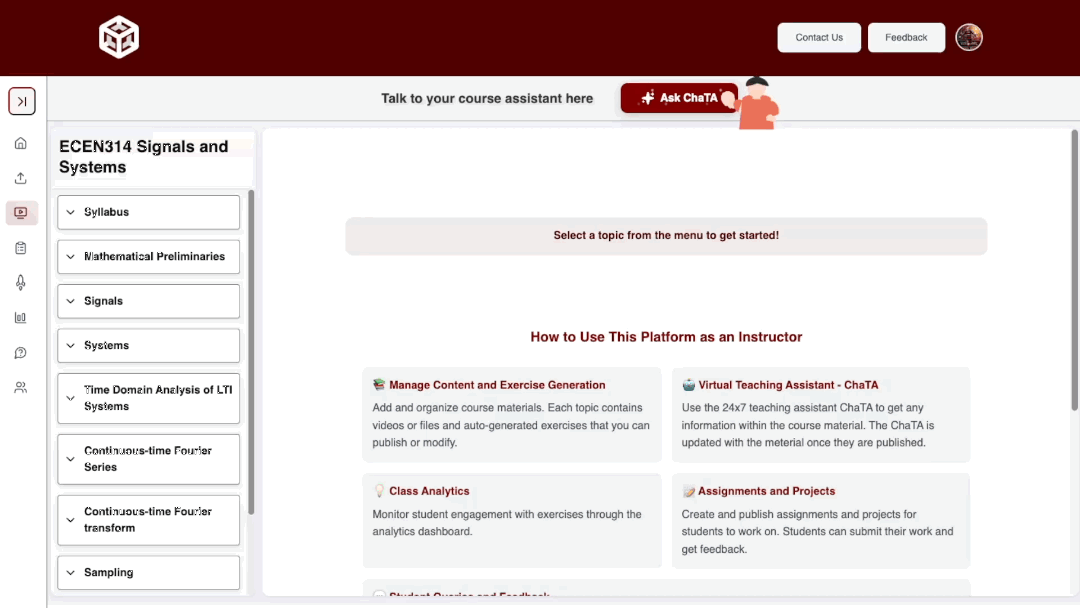 Contact Us
Feedback
Talk to your course assistant here
Ask ChaTA
ECEN314 Signals and
Systems
Syllabus
Mathematical Preliminaries
Signals
Systems
Time Domain Analysis of LTI
Systems
Continuous-time Fourier
Series
Continuous-time Fourier
transform
Sampling
Select a topic from the menu to get started!
How to Use This Platform as an Instructor
Manage Content and Exercise Generation
Add and organize course materials. Each topic contains
videos or files and auto-generated exercises that you can
publish or modify.
Virtual Teaching Assistant - ChaTA
Use the 24x7 teaching assistant ChaTA to get any
information within the course material. The ChaTA is
updated with the meterial once they are published.
Class Analytics
Monitor student engagement with exercises through the
analytics dashboard.
Assignments and Projects
Create and publish assignments and projects for
students to work on. Students can submit their work and
get feedback.
Student Queries and Feedback